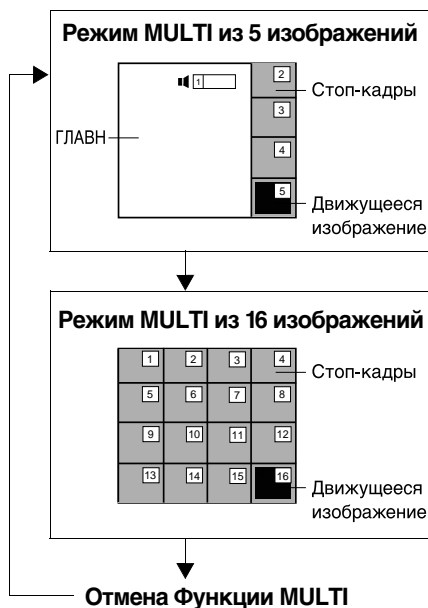 Режим MULTI из 5 изображений
1
2
Стоп-кадры
3
ГЛАВН
4
5
Движущееся
изображение
Режим MULTI из 16 изображений
1 2 3 4
Стоп-кадры
5 6 7 8
9 10 11 12
13 14 15 16
Движущееся
изображение
Отмена Функции MULTI